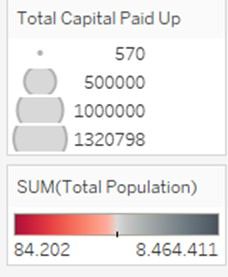 Total Capital Paid Up
570
500000
1000000
1320798
SUM(Total Population)
84.202 8.464.411